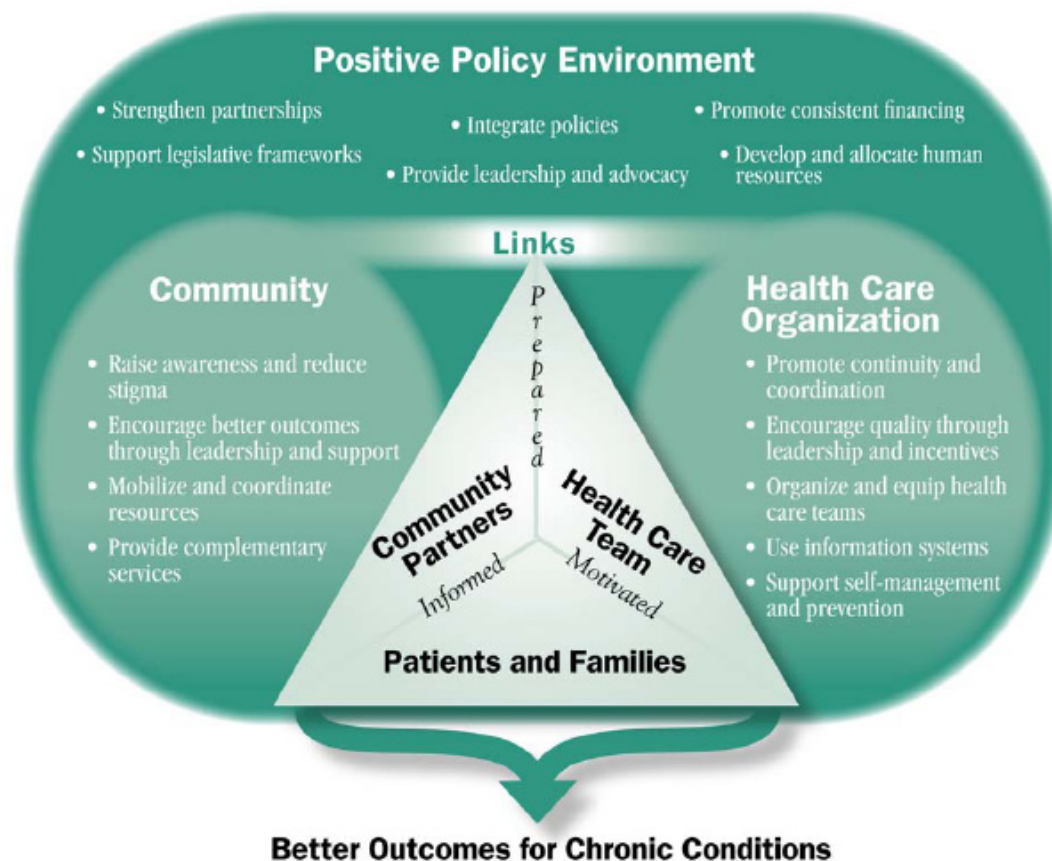 Positive Policy Environment
• Strengthen partnerships
• Support legislative frameworks
• Integrate policies
• Provide leadership and advocacy
• Promote consistent financing
• Develop and allocate human
resources
Links
Community
• Raise awareness and reduce
stigma
• Encourage better outcomes
through leadership and support
• Mobilize and coordinate
resources
• Provide complementary
services
Prepared
Community
Partners
Informed
Health Care
Team
Motivated
Patients and Families
Health Care
Organization
• Promote continuity and
coordination
• Encourage quality through
leadership and incentives
• Organize and equip health
care teams
• Use information systems
• Support self-management
and prevention
Better Outcomes for Chronic Conditions